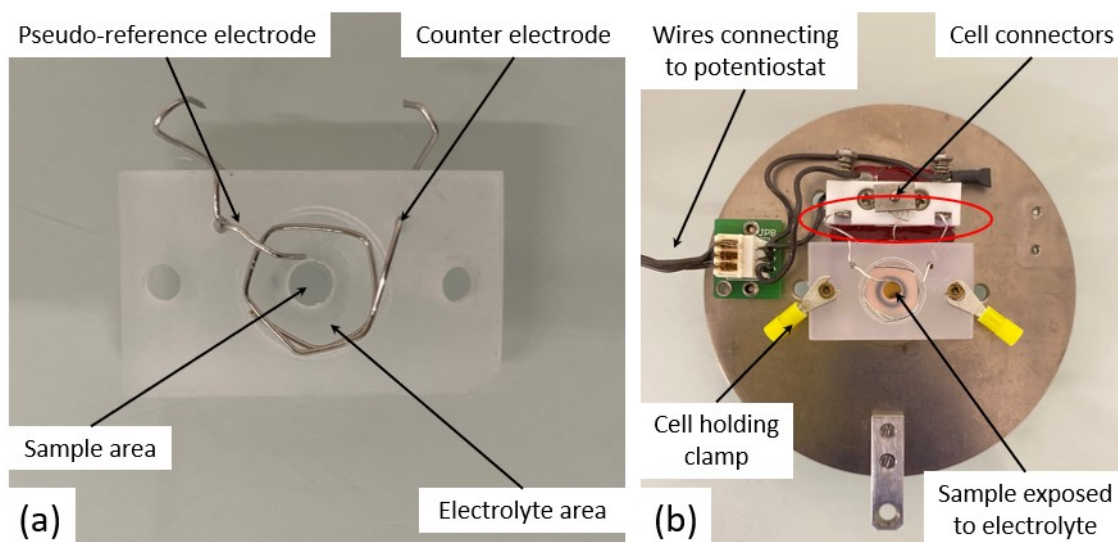 Pseudo-reference electrode
Counter electrode
Sample area
Electrolyte area
(a)
Wires connecting
to potentiostat
Cell connectors
JPB
Cell holding
clamp
Sample exposed
to electrolyte
(b)